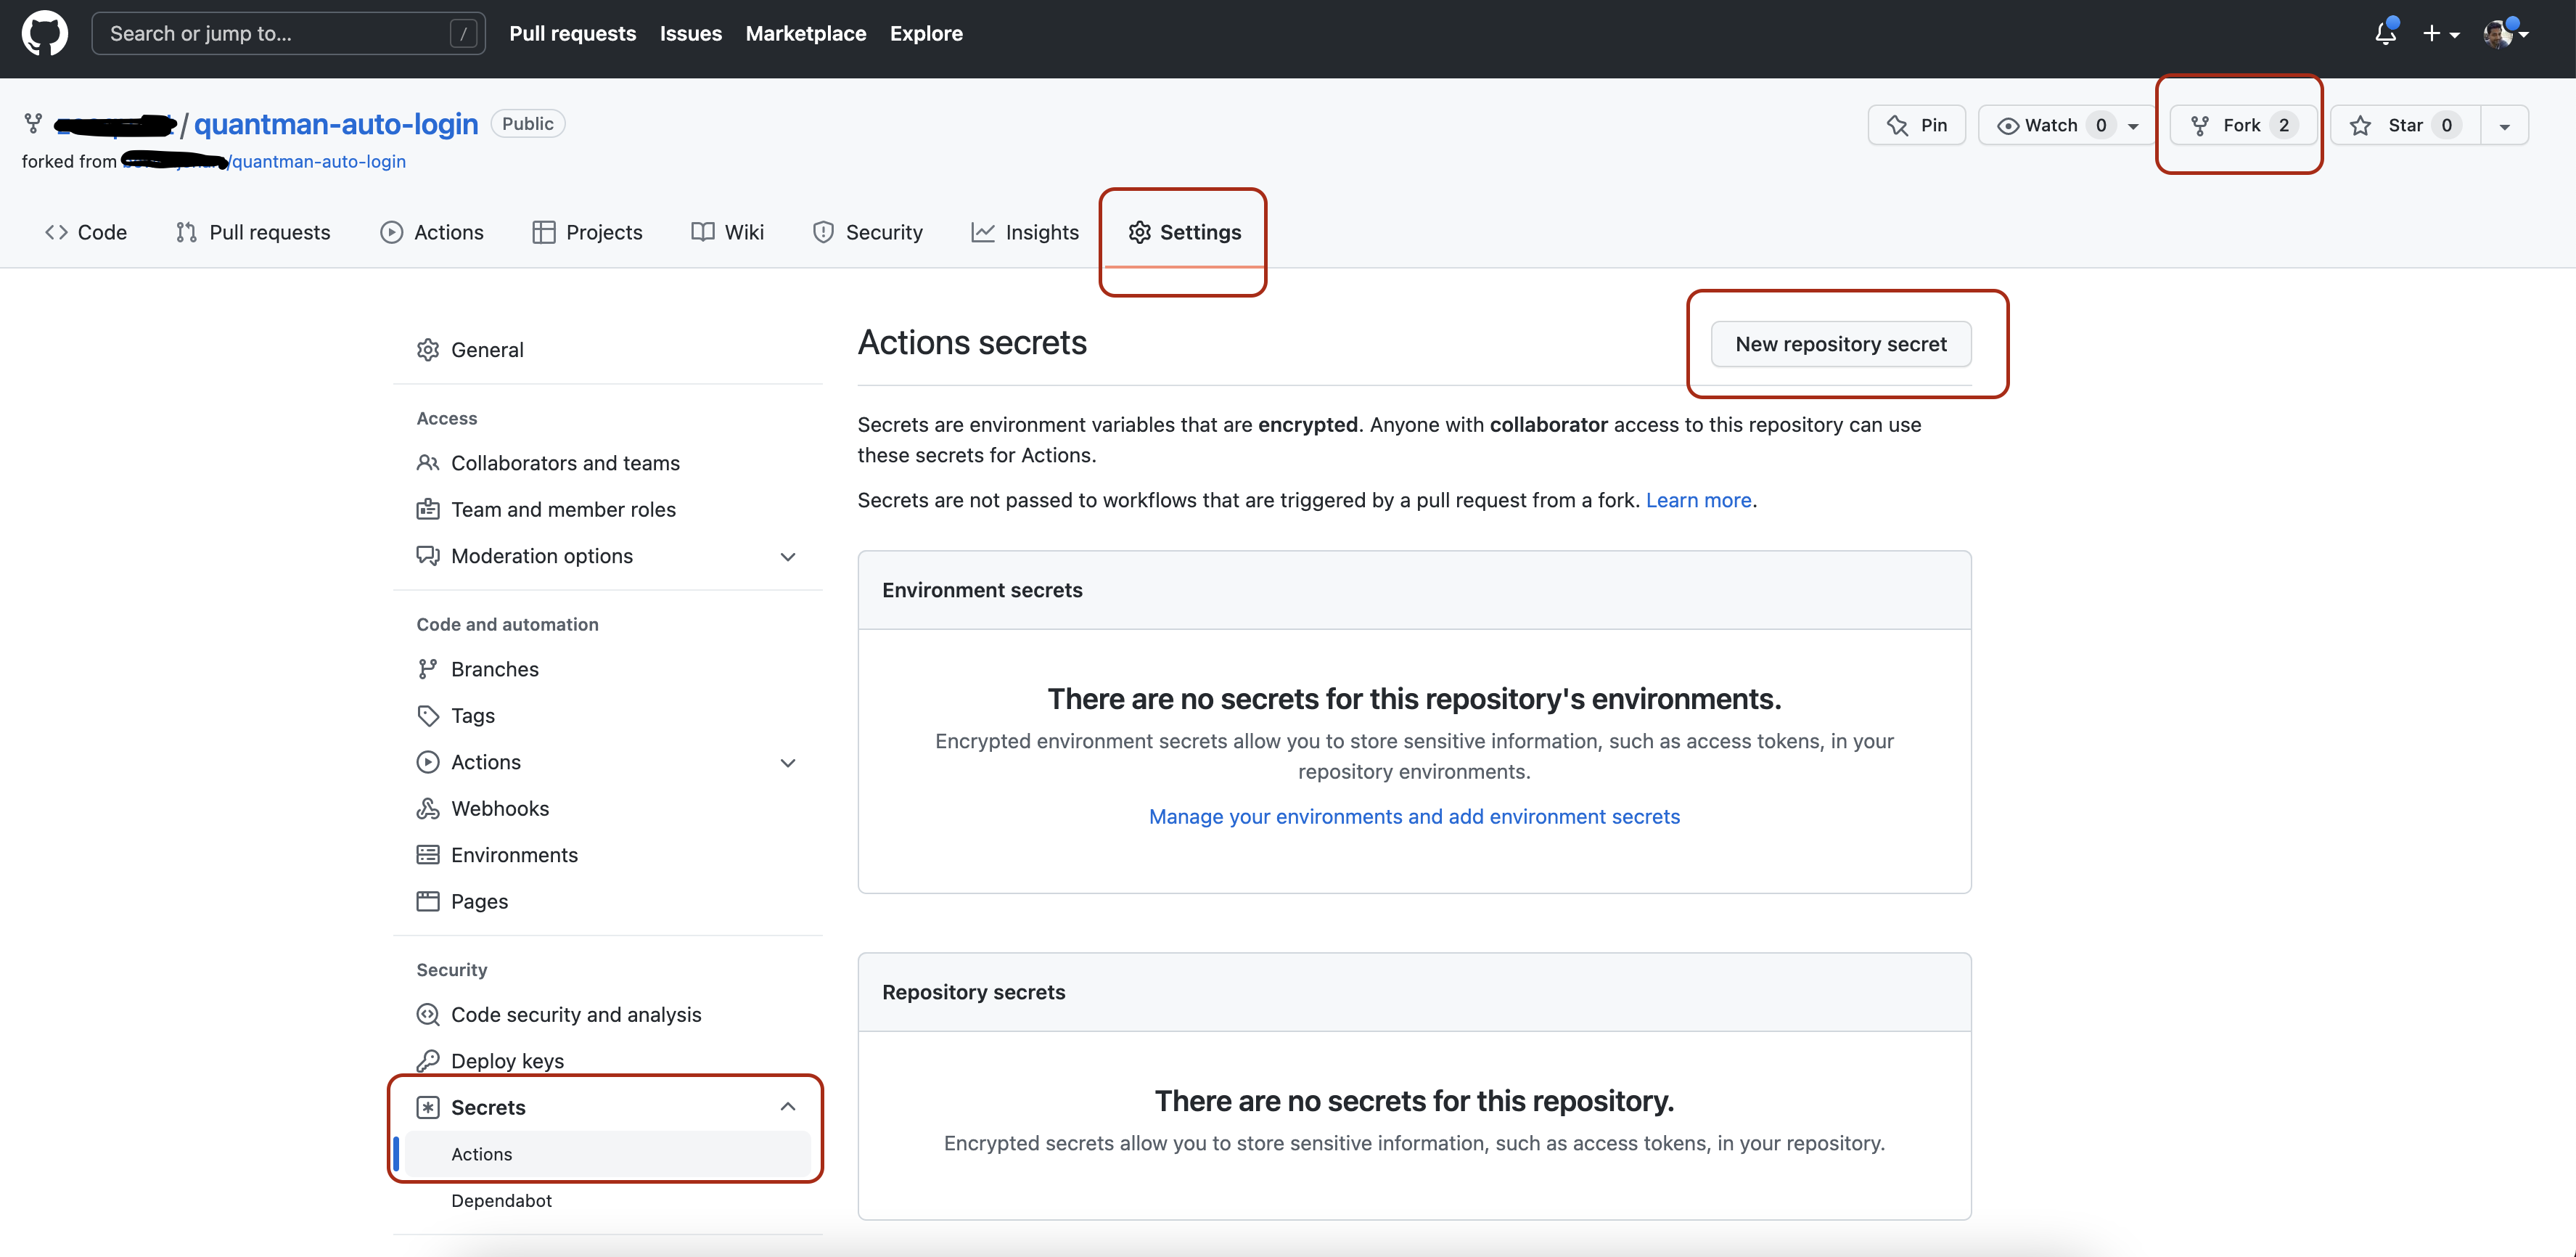 Search or jump to... /
Pull requests Issues Marketplace Explore
/ quantman-auto-login Public
Pin Watch 0 Fork 2 Star 0
forked from /quantman-auto-login
Code Pull requests Actions Projects Wiki Security Insights Settings
General
Access
Collaborators and teams
Team and member roles
Moderation options
Code and automation
Branches
Tags
Actions
Webhooks
Environments
Pages
Security
Code security and analysis
Deploy keys
Secrets
Actions
Dependabot
Actions secrets
New repository secret
Secrets are environment variables that are encrypted. Anyone with collaborator access to this repository can use
these secrets for Actions.
Secrets are not passed to workflows that are triggered by a pull request from a fork. Learn more.
Environment secrets
There are no secrets for this repository's environments.
Encrypted environment secrets allow you to store sensitive information, such as access tokens, in your
repository environments.
Manage your environments and add environment secrets
Repository secrets
There are no secrets for this repository.
Encrypted secrets allow you to store sensitive information, such as access tokens, in your repository.